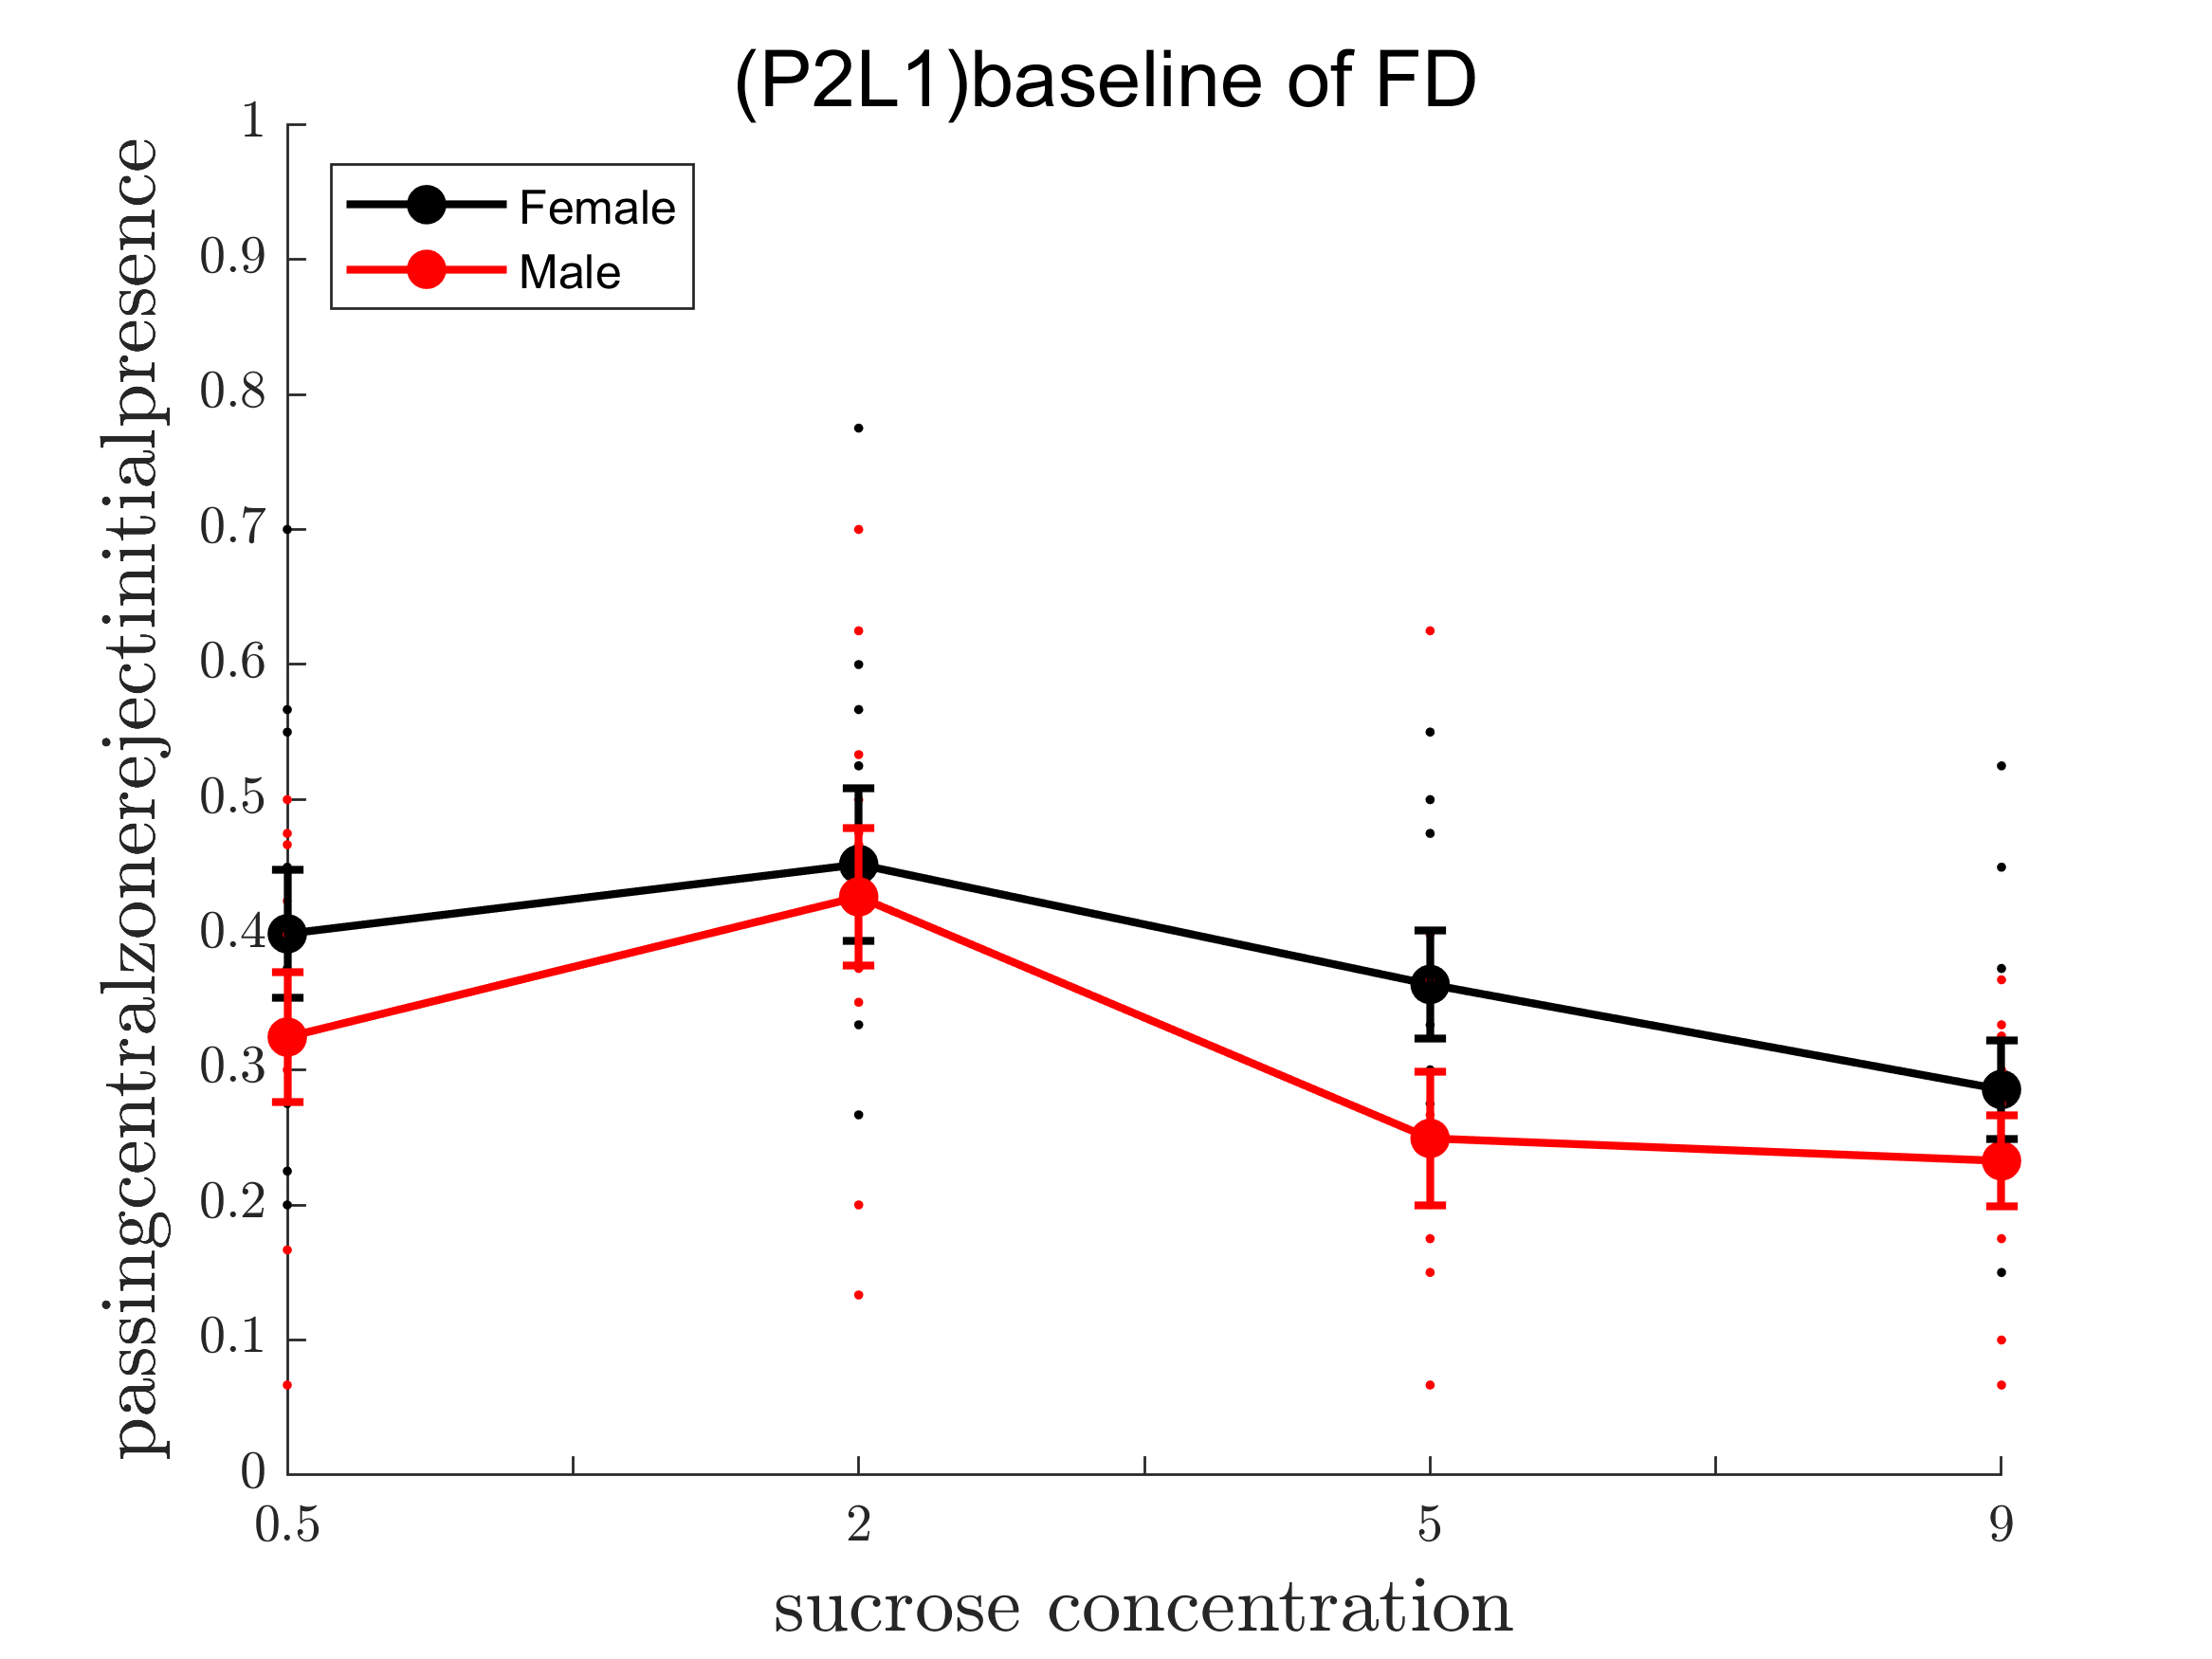 (P2L1)baseline of FD
passingcentralzonerejectinitialpresence
1
0.9
0.8
0.7
0.6
0.5
0.4
0.3
0.2
0.1
0
Female
Male
0.5 2 5 9
sucrose concentration